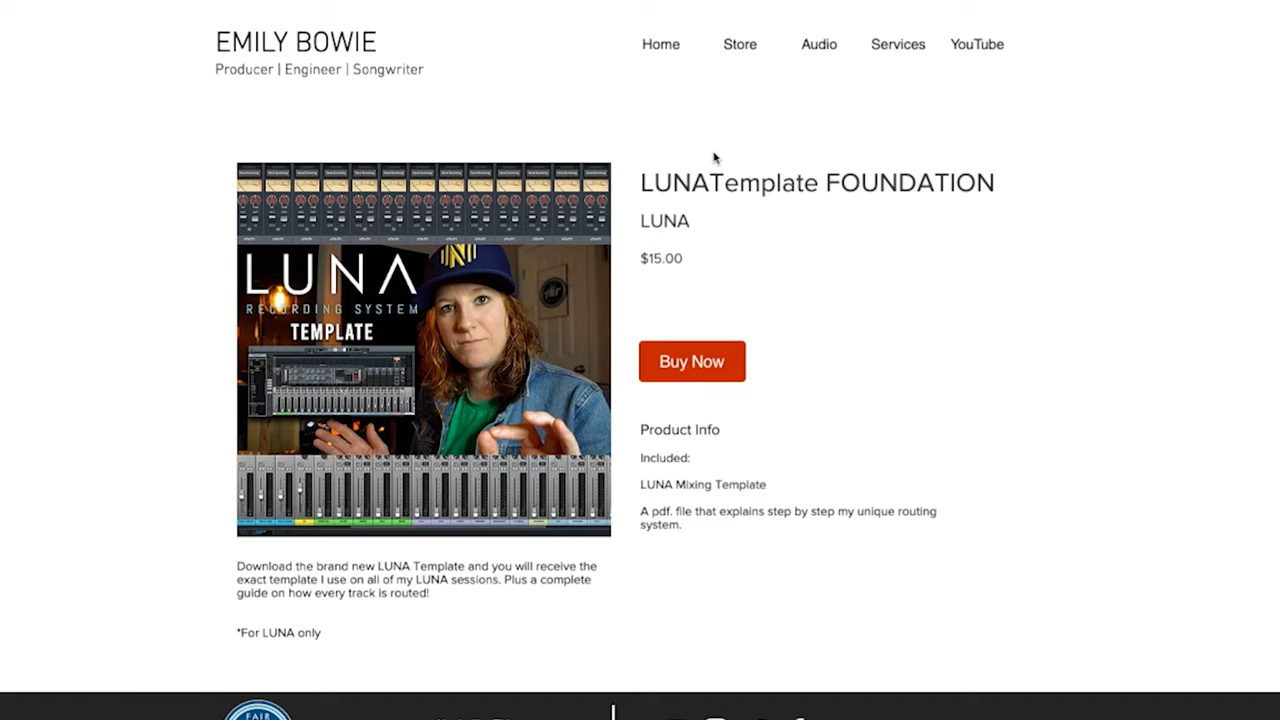 EMILY BOWIE
Producer | Engineer | Songwriter
Home Store Audio Services YouTube
LUNA
RECORDING SYSTEM
TEMPLATE
LUNATemplate FOUNDATION
LUNA
$15.00
Buy Now
Product Info
Included:
LUNA Mixing Template
A pdf. file that explains step by step my unique routing
system.
Download the brand new LUNA Template and you will receive the
exact template I use on all of my LUNA sessions. Plus a complete
guide on how every track is routed!
*For LUNA only
FAIR